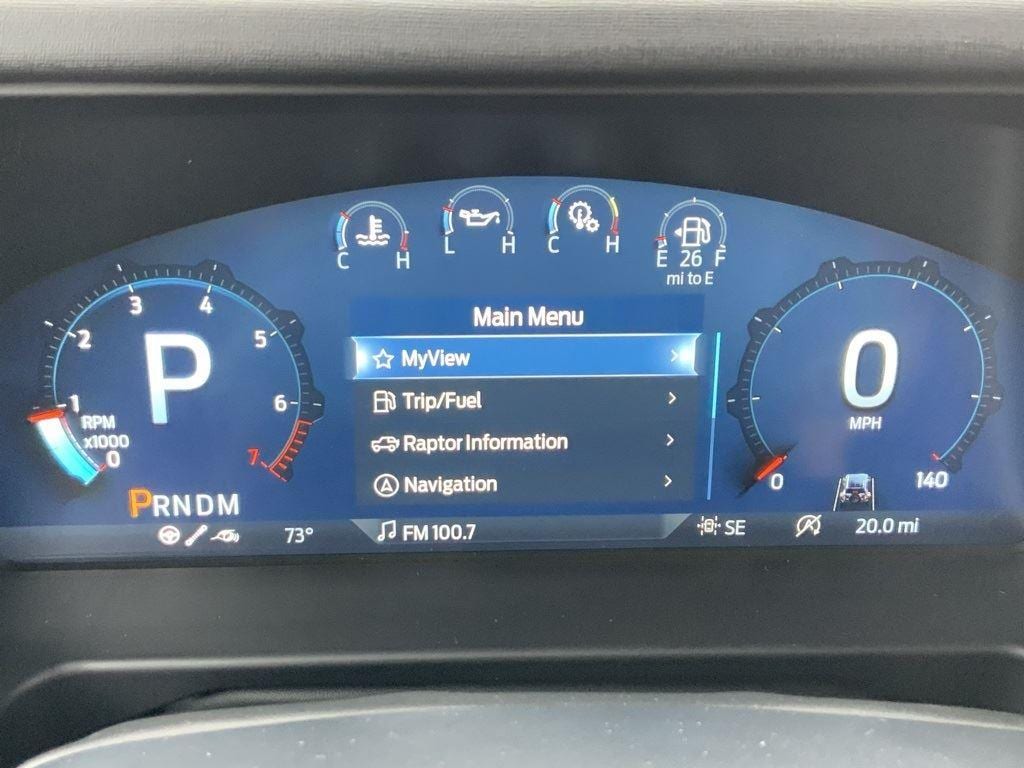 C H
L H
C H
E 26 F
mi to E
1 2 3 4 5 6 7
RPM
x1000
0
P
PRNDM
Main Menu
MyView
Trip/Fuel
Raptor Information
Navigation
0
MPH
0 140
73°
FM 100.7
SE
A
20.0 mi